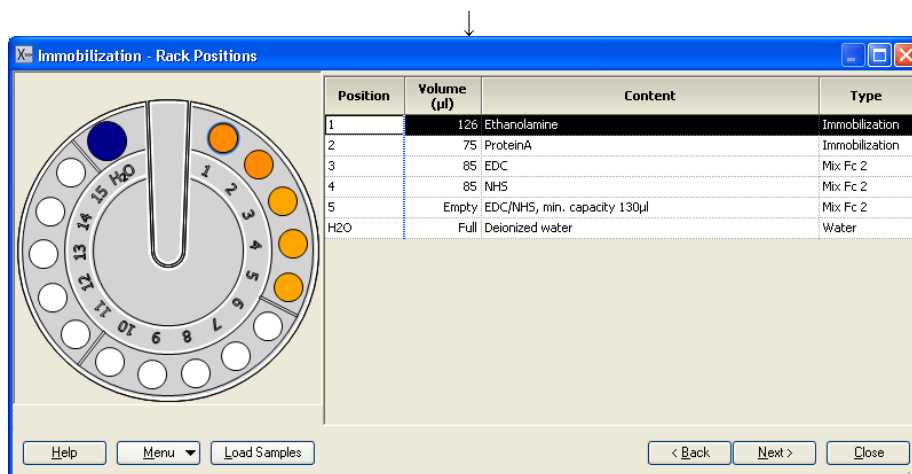 ↓
X Immobilization - Rack Positions
Position Volume (µl) Content Type
1 126 Ethanolamine Immobilization
2 75 ProteinA Immobilization
3 85 EDC Mix Fc 2
4 85 NHS Mix Fc 2
5 Empty EDC/NHS, min. capacity 130µl Mix Fc 2
H2O Full Deionized water Water
H₂O 1 2 3 4 5 6 7 8 9 10 11 12 13 14 15
Help Menu Load Samples < Back Next > Close